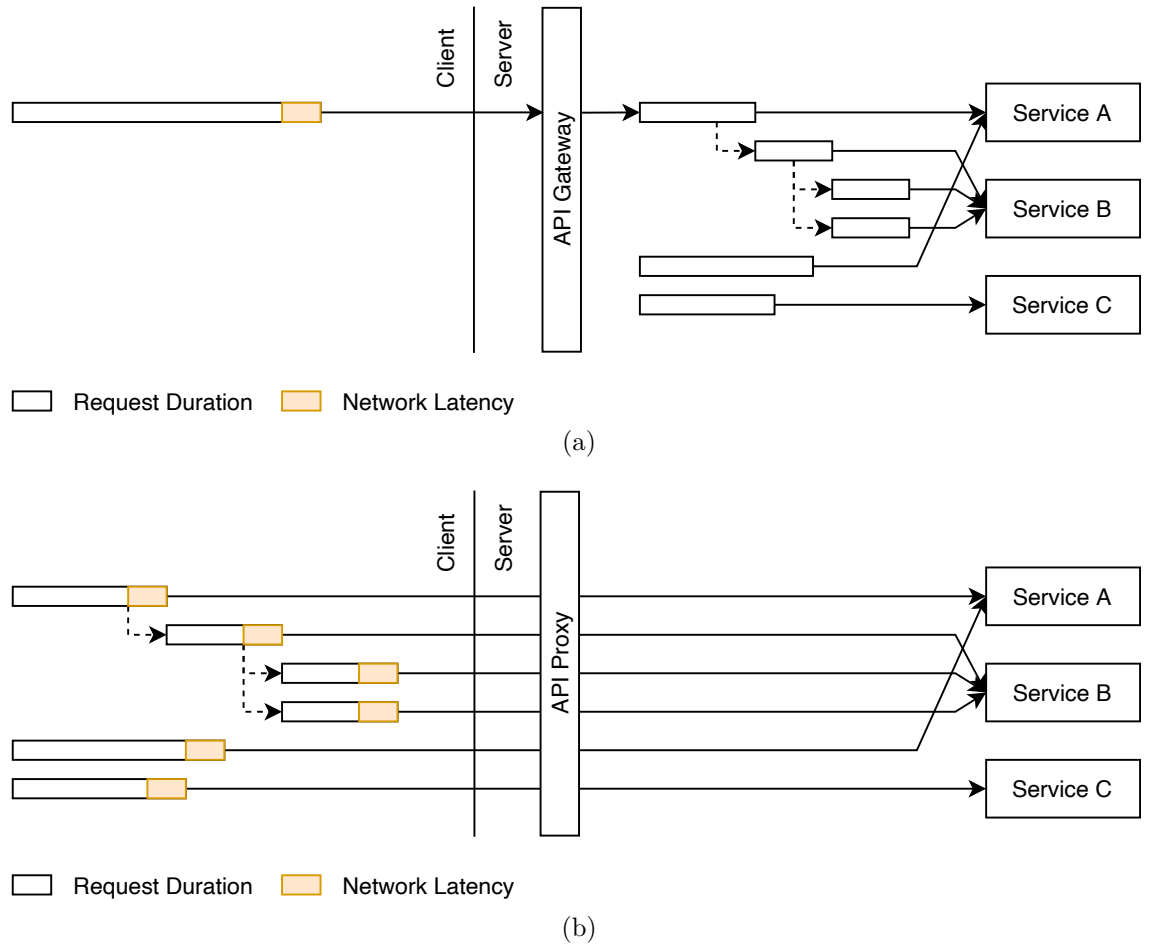 Client
Server
API Gateway
Service A
Service B
Service C
Request Duration
Network Latency
(a)
Client
Server
API Proxy
Service A
Service B
Service C
Request Duration
Network Latency
(b)